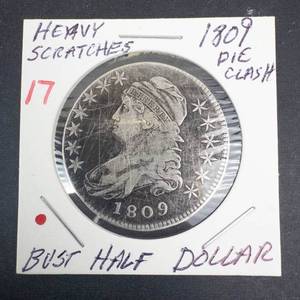 HEAVY
SCRATCHES
1809
DIE
CLASH
17
1809
BUST HALF DOLLAR